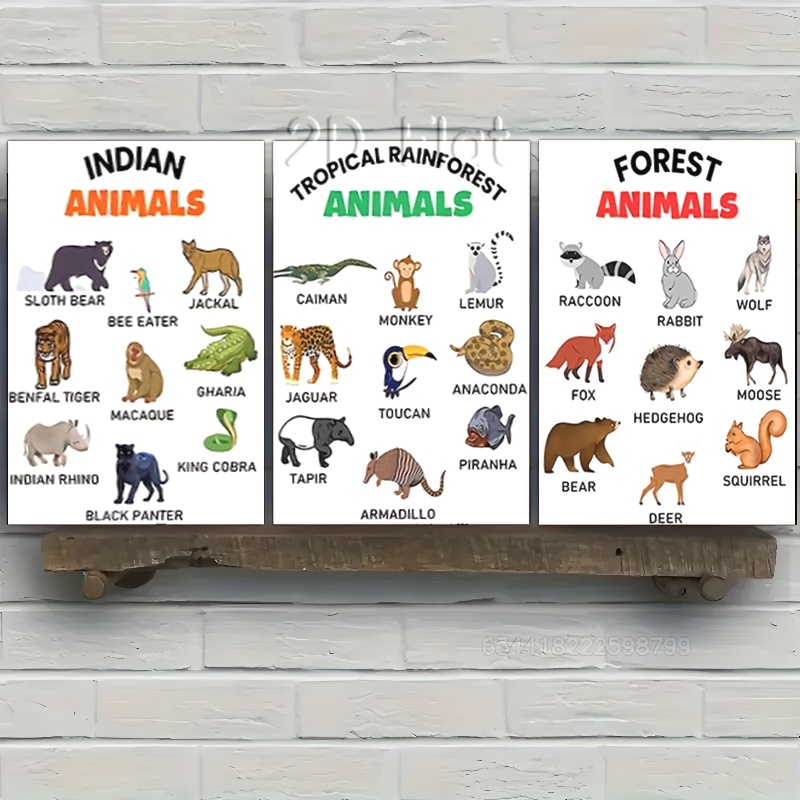 2D Flat
INDIAN
ANIMALS
SLOTH BEAR
BEE EATER
JACKAL
BENFAL TIGER
MACAQUE
GHARIA
INDIAN RHINO
BLACK PANTER
KING COBRA
TROPICAL RAINFOREST
ANIMALS
CAIMAN
MONKEY
LEMUR
JAGUAR
TOUCAN
ANACONDA
TAPIR
ARMADILLO
PIRANHA
FOREST
ANIMALS
RACCOON
RABBIT
WOLF
FOX
HEDGEHOG
MOOSE
BEAR
DEER
SQUIRREL
634418222598799